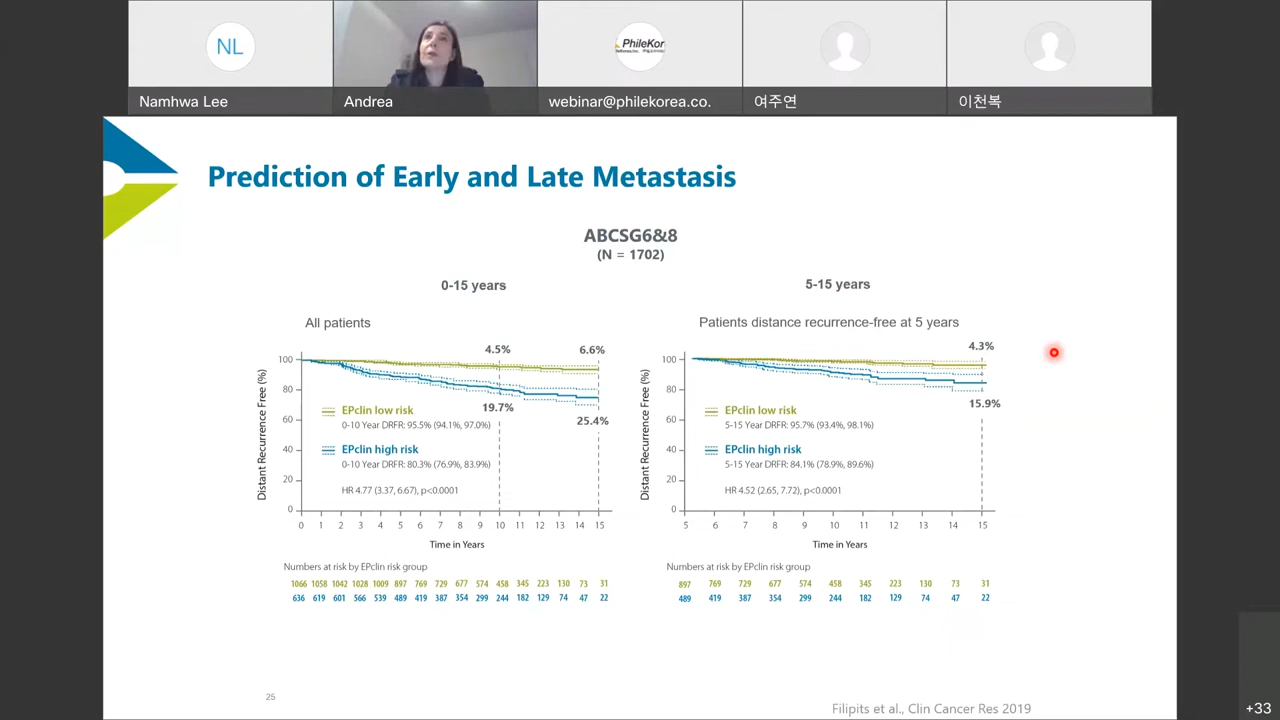 NL
PhileKor
Namhwa Lee
Andrea
webinar@philekorea.co.
여주연
이천복
Prediction of Early and Late Metastasis
ABCSG6&8
(N = 1702)
0-15 years
All patients
4.5%
6.6%
100
80
60
40
20
0
Distant Recurrence Free (%)
19.7%
25.4%
EPclin low risk
0-10 Year DRFR: 95.5% (94.1%, 97.0%)
EPclin high risk
0-10 Year DRFR: 80.3% (76.9%, 83.9%)
HR 4.77 (3.37, 6.67), p<0.0001
0 1 2 3 4 5 6 7 8 9 10 11 12 13 14 15
Time in Years
Numbers at risk by EPclin risk group
1066 1058 1042 1028 1009 897 769 729 677 574 458 345 223 130 73 31
636 619 601 566 539 489 419 387 354 299 244 182 129 74 47 22
5-15 years
Patients distance recurrence-free at 5 years
4.3%
100
80
60
40
20
0
Distant Recurrence Free (%)
15.9%
EPclin low risk
5-15 Year DRFR: 95.7% (93.4%, 98.1%)
EPclin high risk
5-15 Year DRFR: 84.1% (78.9%, 89.6%)
HR 4.52 (2.65, 7.72), p<0.0001
5 6 7 8 9 10 11 12 13 14 15
Time in Years
Numbers at risk by EPclin risk group
897 769 729 677 574 458 345 223 130 73 31
489 419 387 354 299 244 182 129 74 47 22
25
Filipits et al., Clin Cancer Res 2019
+33